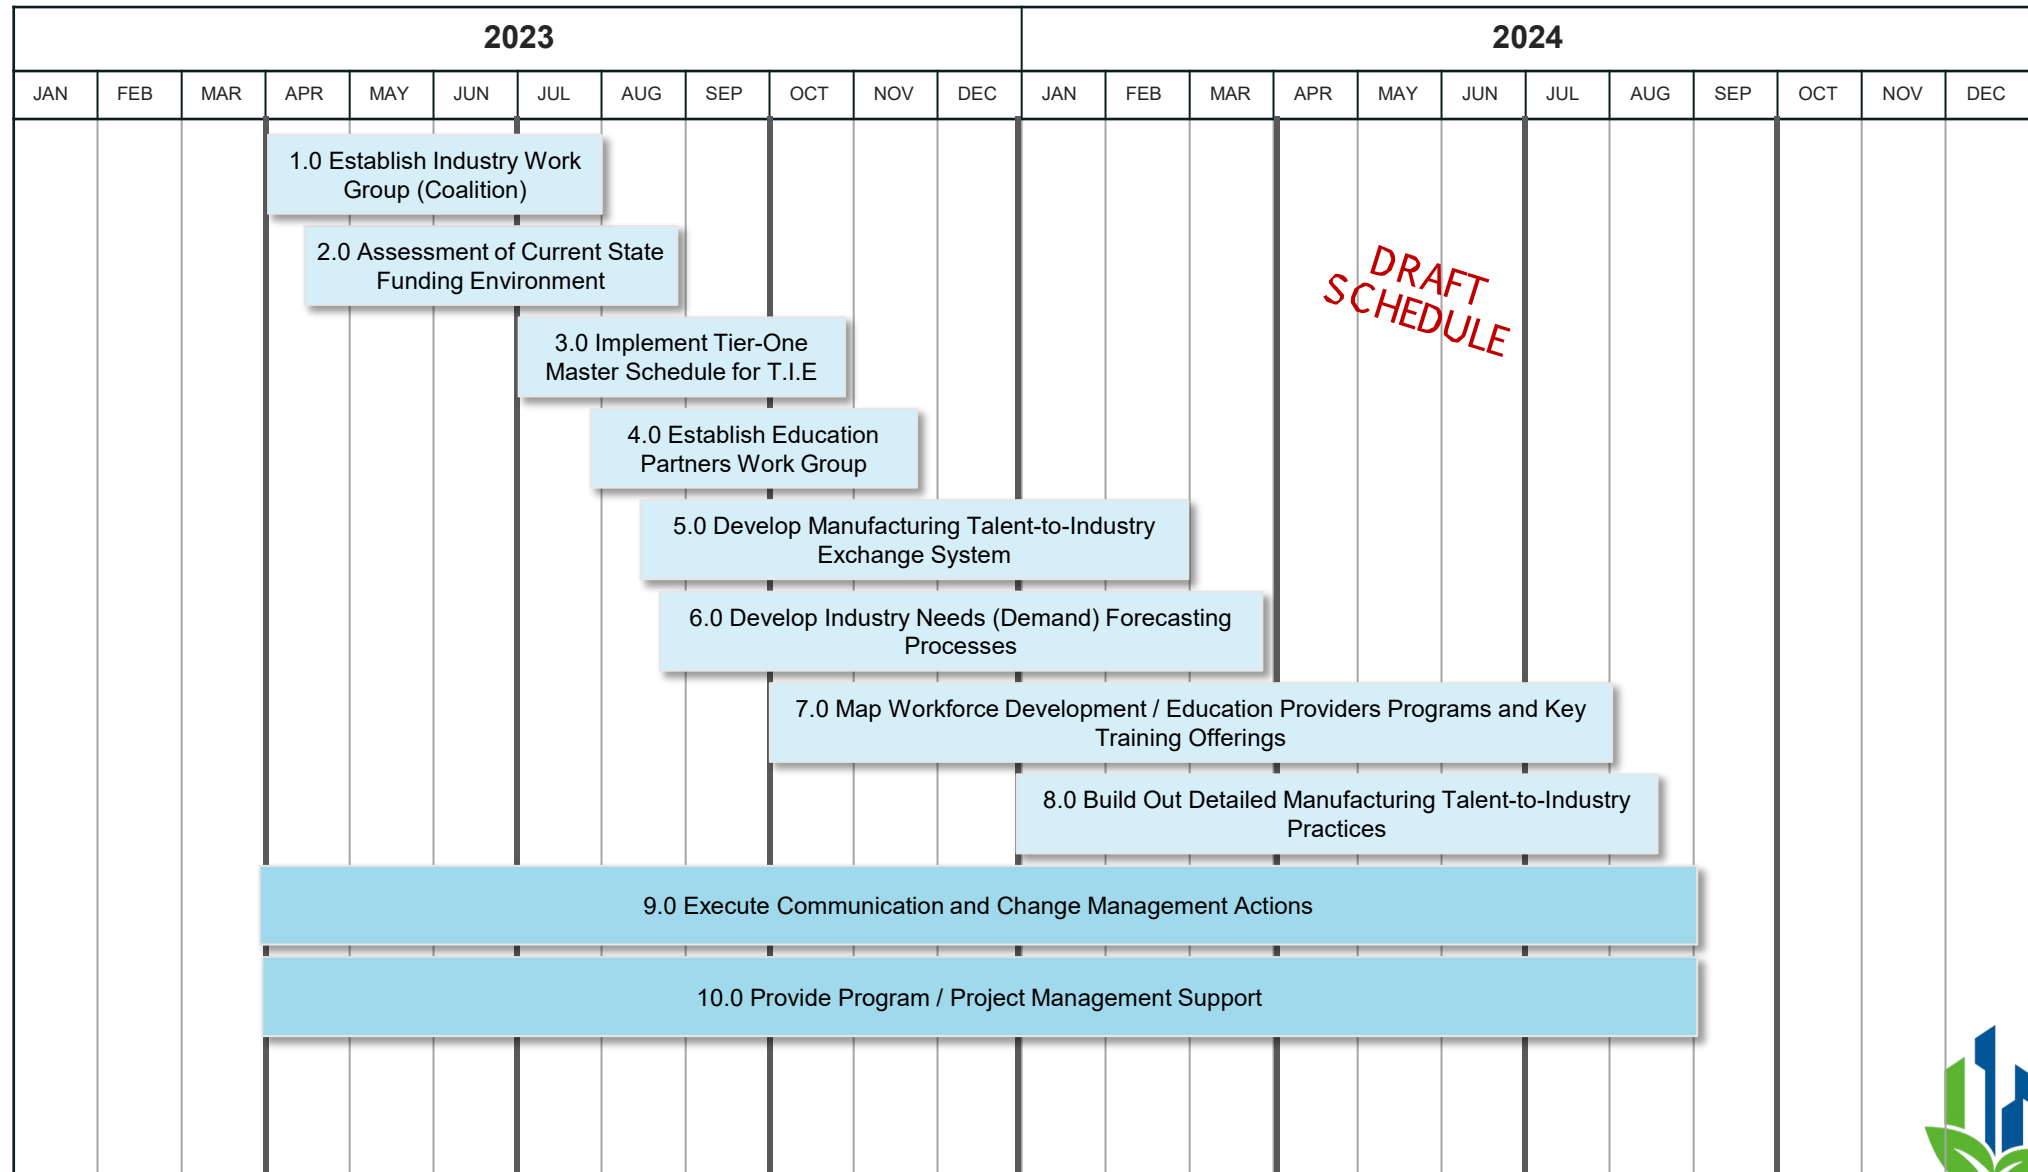 2023 2024
JAN FEB MAR APR MAY JUN JUL AUG SEP OCT NOV DEC JAN FEB MAR APR MAY JUN JUL AUG SEP OCT NOV DEC
1.0 Establish Industry Work
Group (Coalition)
2.0 Assessment of Current State
Funding Environment
DRAFT
SCHEDULE
3.0 Implement Tier-One
Master Schedule for T.I.E
4.0 Establish Education
Partners Work Group
5.0 Develop Manufacturing Talent-to-Industry
Exchange System
6.0 Develop Industry Needs (Demand) Forecasting
Processes
7.0 Map Workforce Development / Education Providers Programs and Key
Training Offerings
8.0 Build Out Detailed Manufacturing Talent-to-Industry
Practices
9.0 Execute Communication and Change Management Actions
10.0 Provide Program / Project Management Support